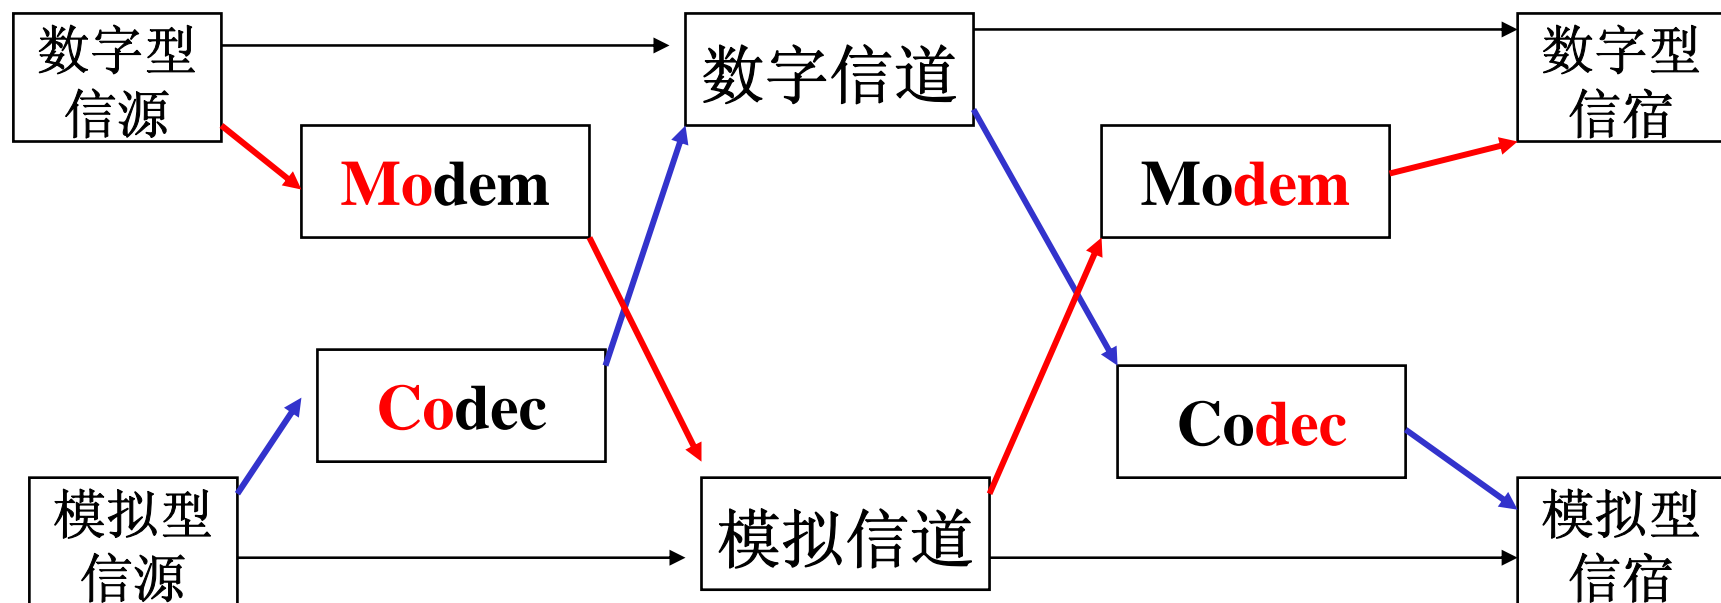 数字型
信源
数字信道
数字型
信宿
Modem
Modem
Codec
Codec
模拟型
信源
模拟信道
模拟型
信宿